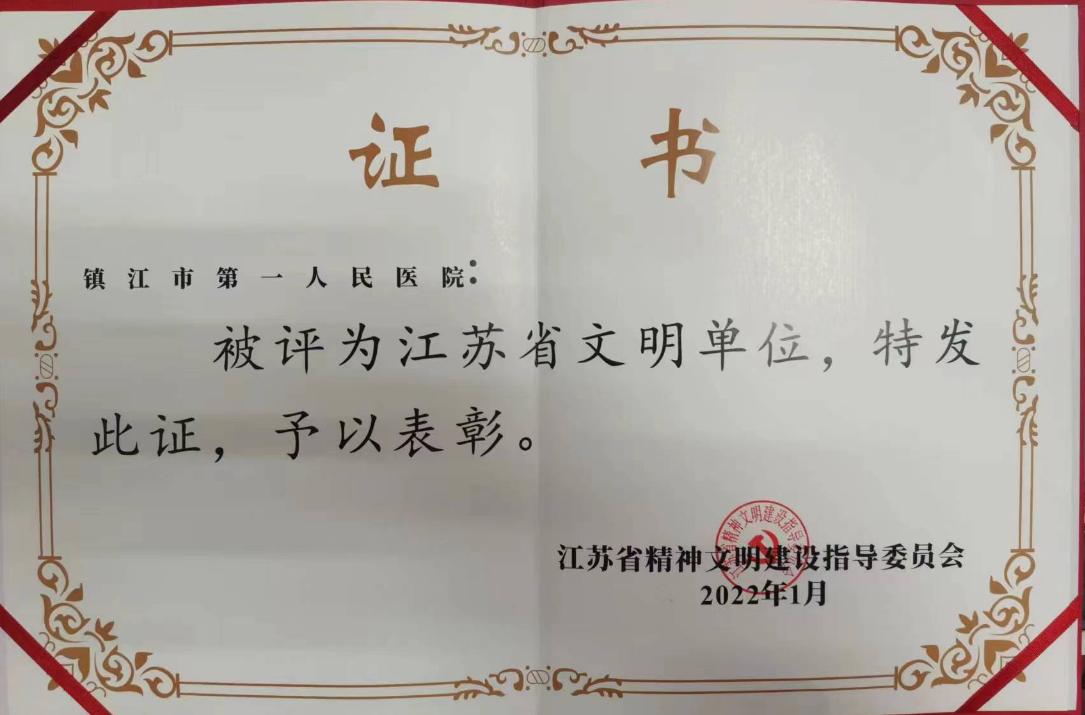 证书
镇江市第一人民医院：
被评为江苏省文明单位，特发
此证，予以表彰。
江苏省精神文明建设指导委员会
2022年1月